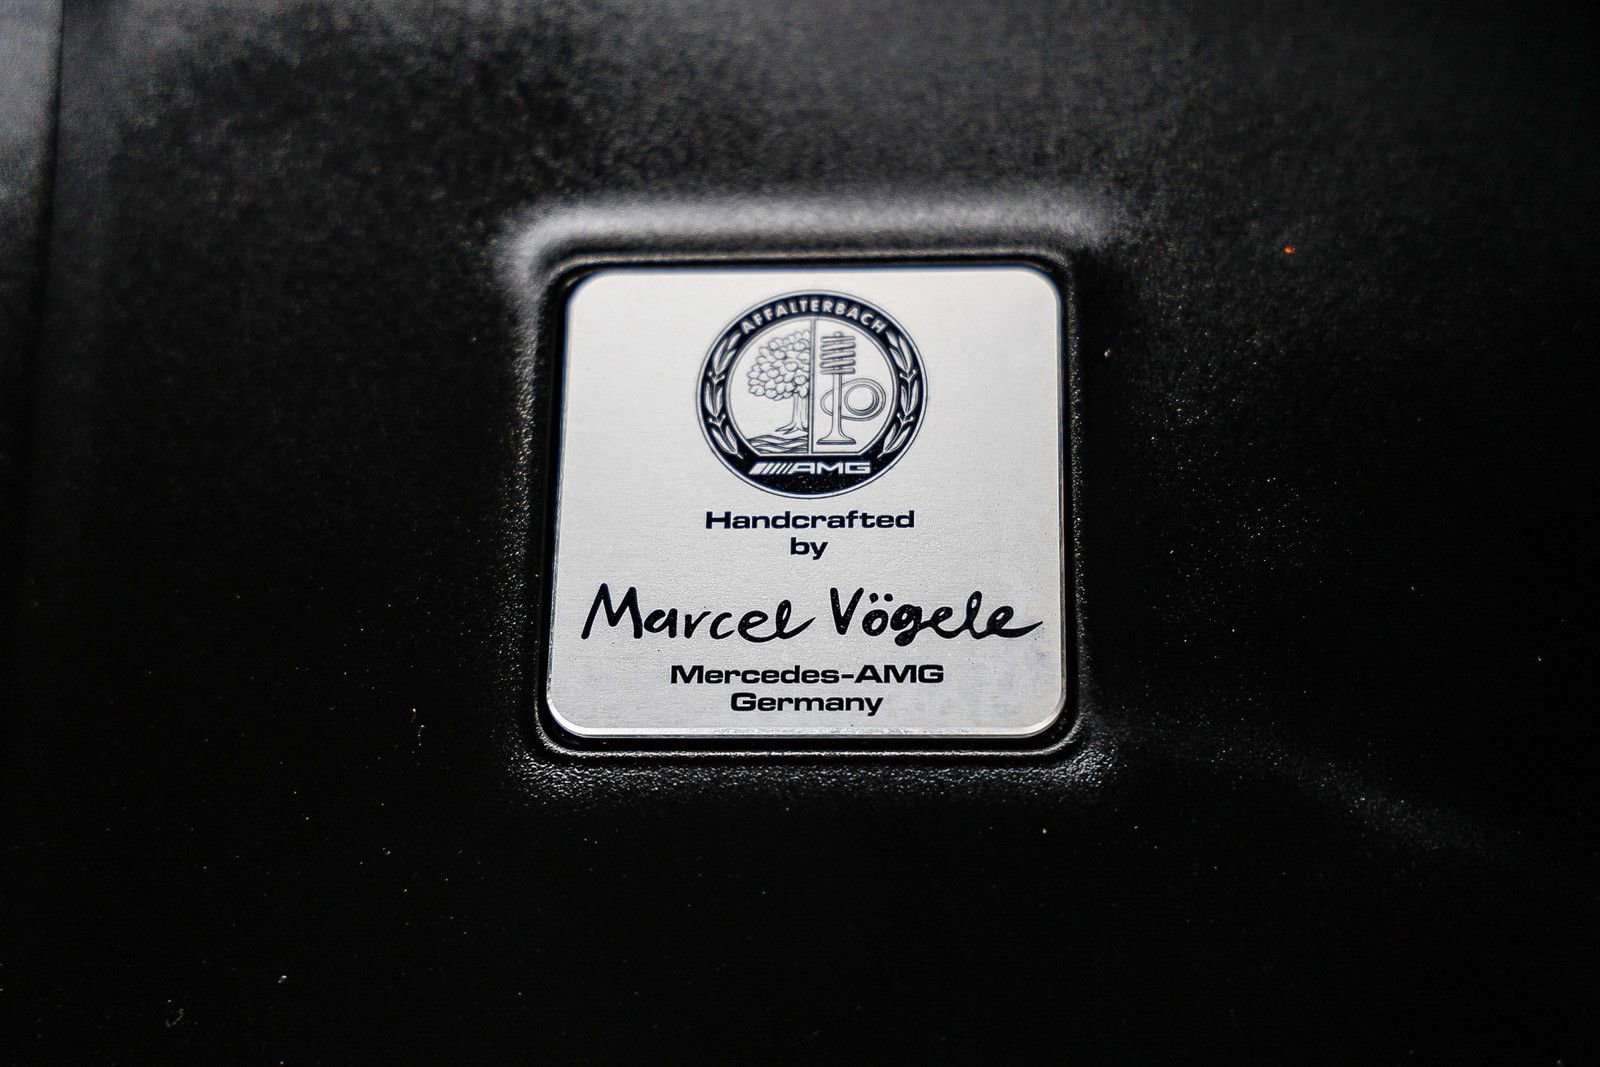 AFFALTERBACH
AMG
Handcrafted
by
Marcel Vögele
Mercedes-AMG
Germany